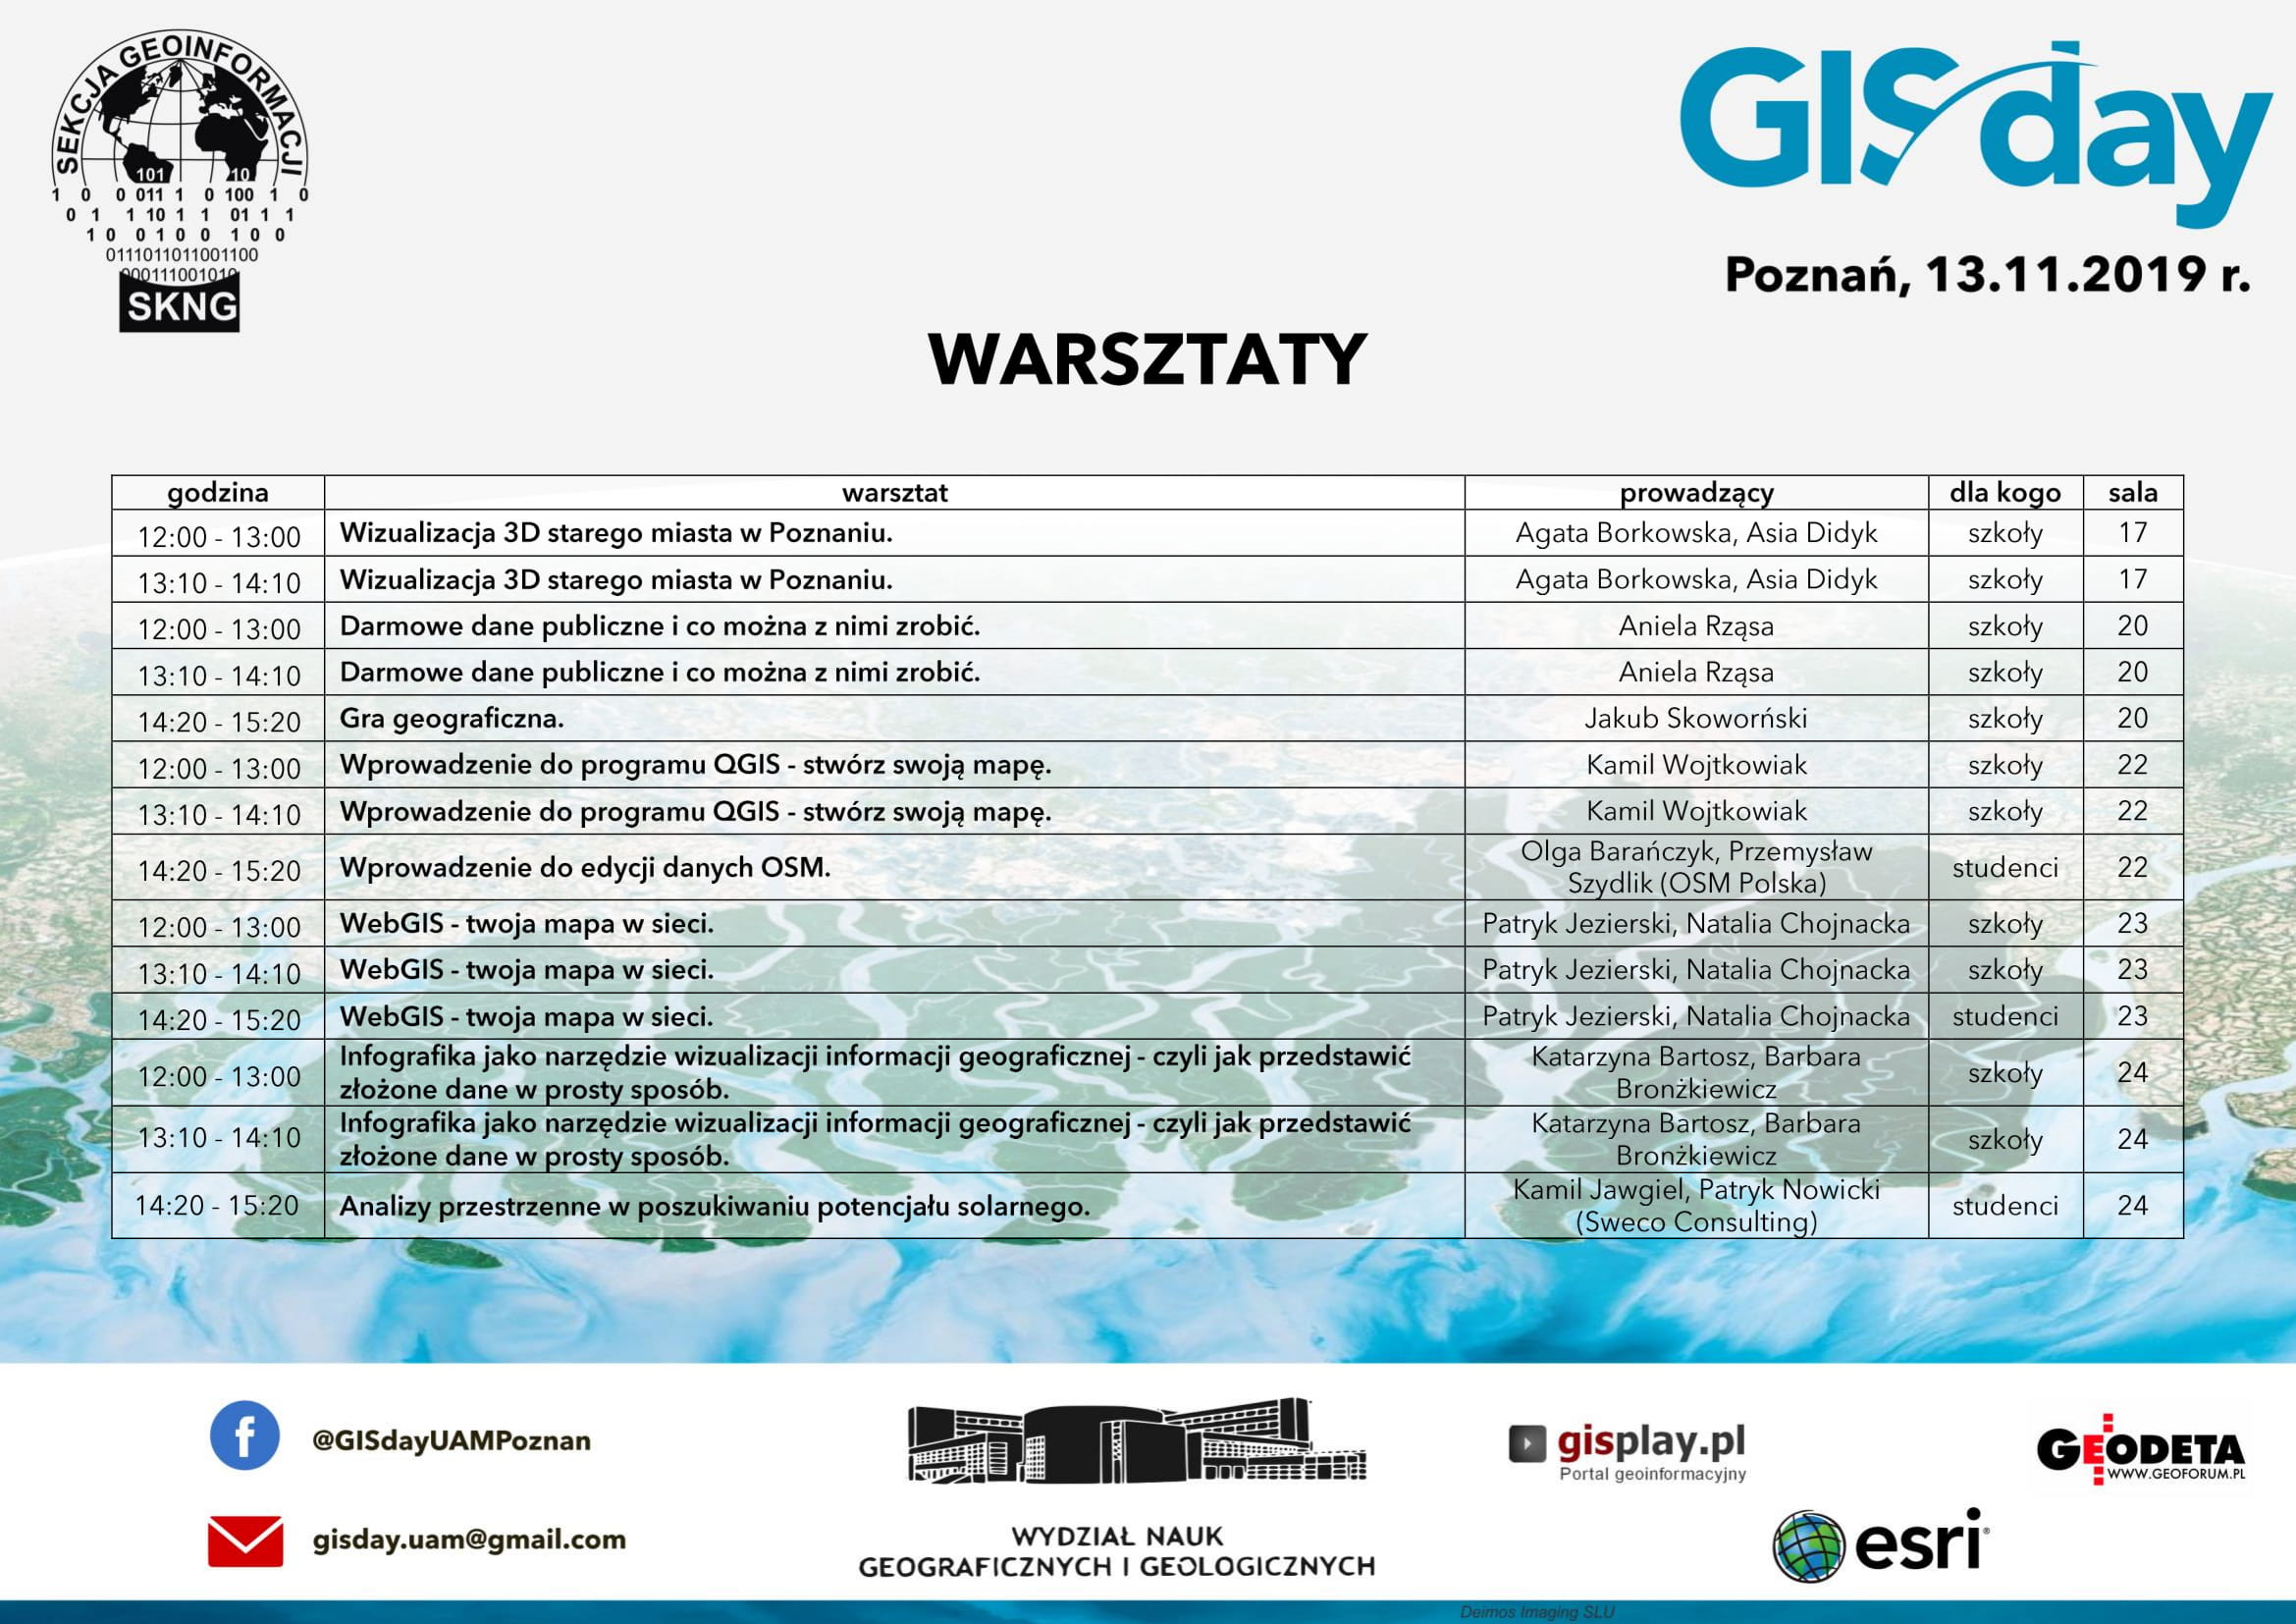 SEKCJA GEOINFORMACJI
101 10
1 0 0 011 1 0 100 1 0
0 1 1 10 1 1 01 1 1
1 0 0 1 0 0 1 0 0
0111011011001100
000111001010
SKNG
GIS day
Poznań, 13.11.2019 r.
WARSZTATY
godzina warsztat prowadzący dla kogo sala
12:00 - 13:00 Wizualizacja 3D starego miasta w Poznaniu. Agata Borkowska, Asia Didyk szkoły 17
13:10 - 14:10 Wizualizacja 3D starego miasta w Poznaniu. Agata Borkowska, Asia Didyk szkoły 17
12:00 - 13:00 Darmowe dane publiczne i co można z nimi zrobić. Aniela Rząsa szkoły 20
13:10 - 14:10 Darmowe dane publiczne i co można z nimi zrobić. Aniela Rząsa szkoły 20
14:20 - 15:20 Gra geograficzna. Jakub Skoworński szkoły 20
12:00 - 13:00 Wprowadzenie do programu QGIS - stwórz swoją mapę. Kamil Wojtkowiak szkoły 22
13:10 - 14:10 Wprowadzenie do programu QGIS - stwórz swoją mapę. Kamil Wojtkowiak szkoły 22
14:20 - 15:20 Wprowadzenie do edycji danych OSM. Olga Barańczyk, Przemysław
Szydlik (OSM Polska) studenci 22
12:00 - 13:00 WebGIS - twoja mapa w sieci. Patryk Jezierski, Natalia Chojnacka szkoły 23
13:10 - 14:10 WebGIS - twoja mapa w sieci. Patryk Jezierski, Natalia Chojnacka szkoły 23
14:20 - 15:20 WebGIS - twoja mapa w sieci. Patryk Jezierski, Natalia Chojnacka studenci 23
12:00 - 13:00 Infografika jako narzędzie wizualizacji informacji geograficznej - czyli jak przedstawić
złożone dane w prosty sposób. Katarzyna Bartosz, Barbara
Bronżkiewicz szkoły 24
13:10 - 14:10 Infografika jako narzędzie wizualizacji informacji geograficznej - czyli jak przedstawić
złożone dane w prosty sposób. Katarzyna Bartosz, Barbara
Bronżkiewicz szkoły 24
14:20 - 15:20 Analizy przestrzenne w poszukiwaniu potencjału solarnego. Kamil Jawgiel, Patryk Nowicki
(Sweco Consulting) studenci 24
@GISdayUAMPoznan
gisday.uam@gmail.com
WYDZIAŁ NAUK
GEOGRAFICZNYCH I GEOLOGICZNYCH
gisplay.pl
Portal geoinformacyjny
GEODETA
WWW.GEOFORUM.PL
esri
Deimos Imaging SLU